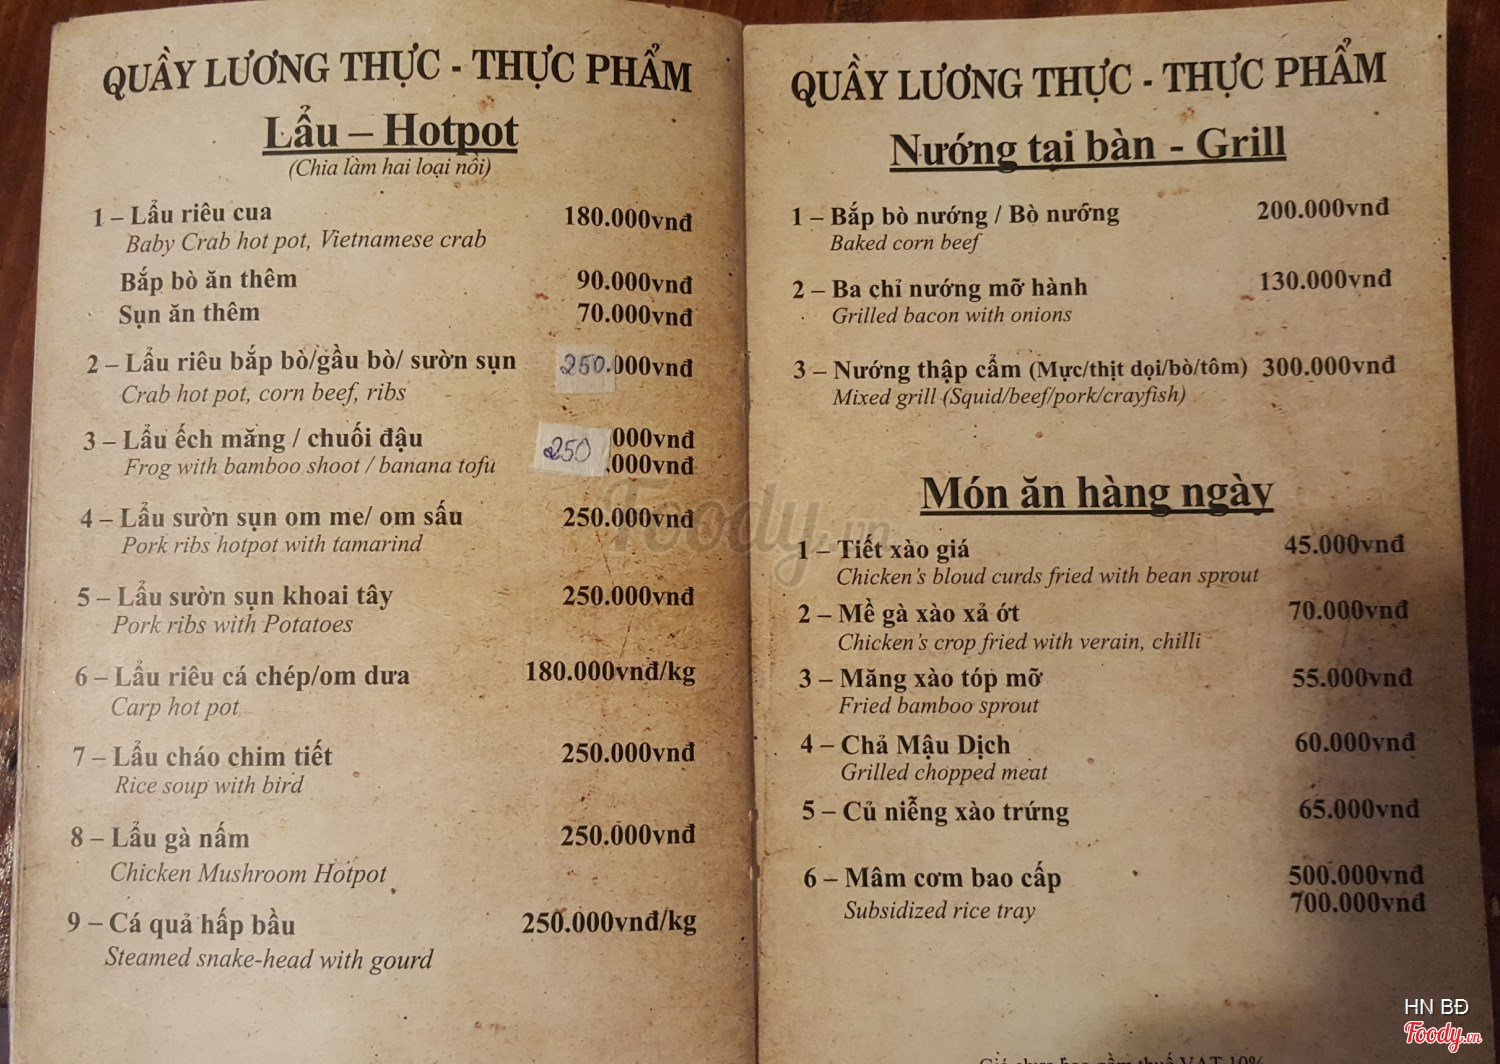 QUẦY LƯƠNG THỰC - THỰC PHẨM
Lẩu – Hotpot
(Chia làm hai loại nồi)
1 – Lẩu riêu cua 180.000vnđ
Baby Crab hot pot, Vietnamese crab
Bắp bò ăn thêm 90.000vnđ
Sụn ăn thêm 70.000vnđ
2 – Lẩu riêu bắp bò/gầu bò/ sườn sụn 250.000vnđ
Crab hot pot, corn beef, ribs
3 – Lẩu ếch măng / chuối đậu 250 000vnđ
Frog with bamboo shoot / banana tofu .000vnđ
4 – Lẩu sườn sụn om me/ om sấu 250.000vnđ
Pork ribs hotpot with tamarind
5 – Lẩu sườn sụn khoai tây 250.000vnđ
Pork ribs with Potatoes
6 – Lẩu riêu cá chép/om dưa 180.000vnđ/kg
Carp hot pot
7 – Lẩu cháo chim tiết 250.000vnđ
Rice soup with bird
8 – Lẩu gà nấm 250.000vnđ
Chicken Mushroom Hotpot
9 – Cá quả hấp bầu 250.000vnđ/kg
Steamed snake-head with gourd
QUẦY LƯƠNG THỰC - THỰC PHẨM
Nướng tại bàn - Grill
1 – Bắp bò nướng / Bò nướng 200.000vnđ
Baked corn beef
2 – Ba chỉ nướng mỡ hành 130.000vnđ
Grilled bacon with onions
3 – Nướng thập cẩm (Mực/thịt dọi/bò/tôm) 300.000vnđ
Mixed grill (Squid/beef/pork/crayfish)
Món ăn hàng ngày
1 – Tiết xào giá 45.000vnđ
Chicken's bloud curds fried with bean sprout
2 – Mề gà xào xả ớt 70.000vnđ
Chicken's crop fried with verain, chilli
3 – Măng xào tóp mỡ 55.000vnđ
Fried bamboo sprout
4 – Chả Mậu Dịch 60.000vnđ
Grilled chopped meat
5 – Củ niễng xào trứng 65.000vnđ
6 – Mâm cơm bao cấp 500.000vnđ
Subsidized rice tray 700.000vnđ
Giá chưa bao gồm thuế VAT 10%
Foody.vn
HN BĐ
Foody.vn